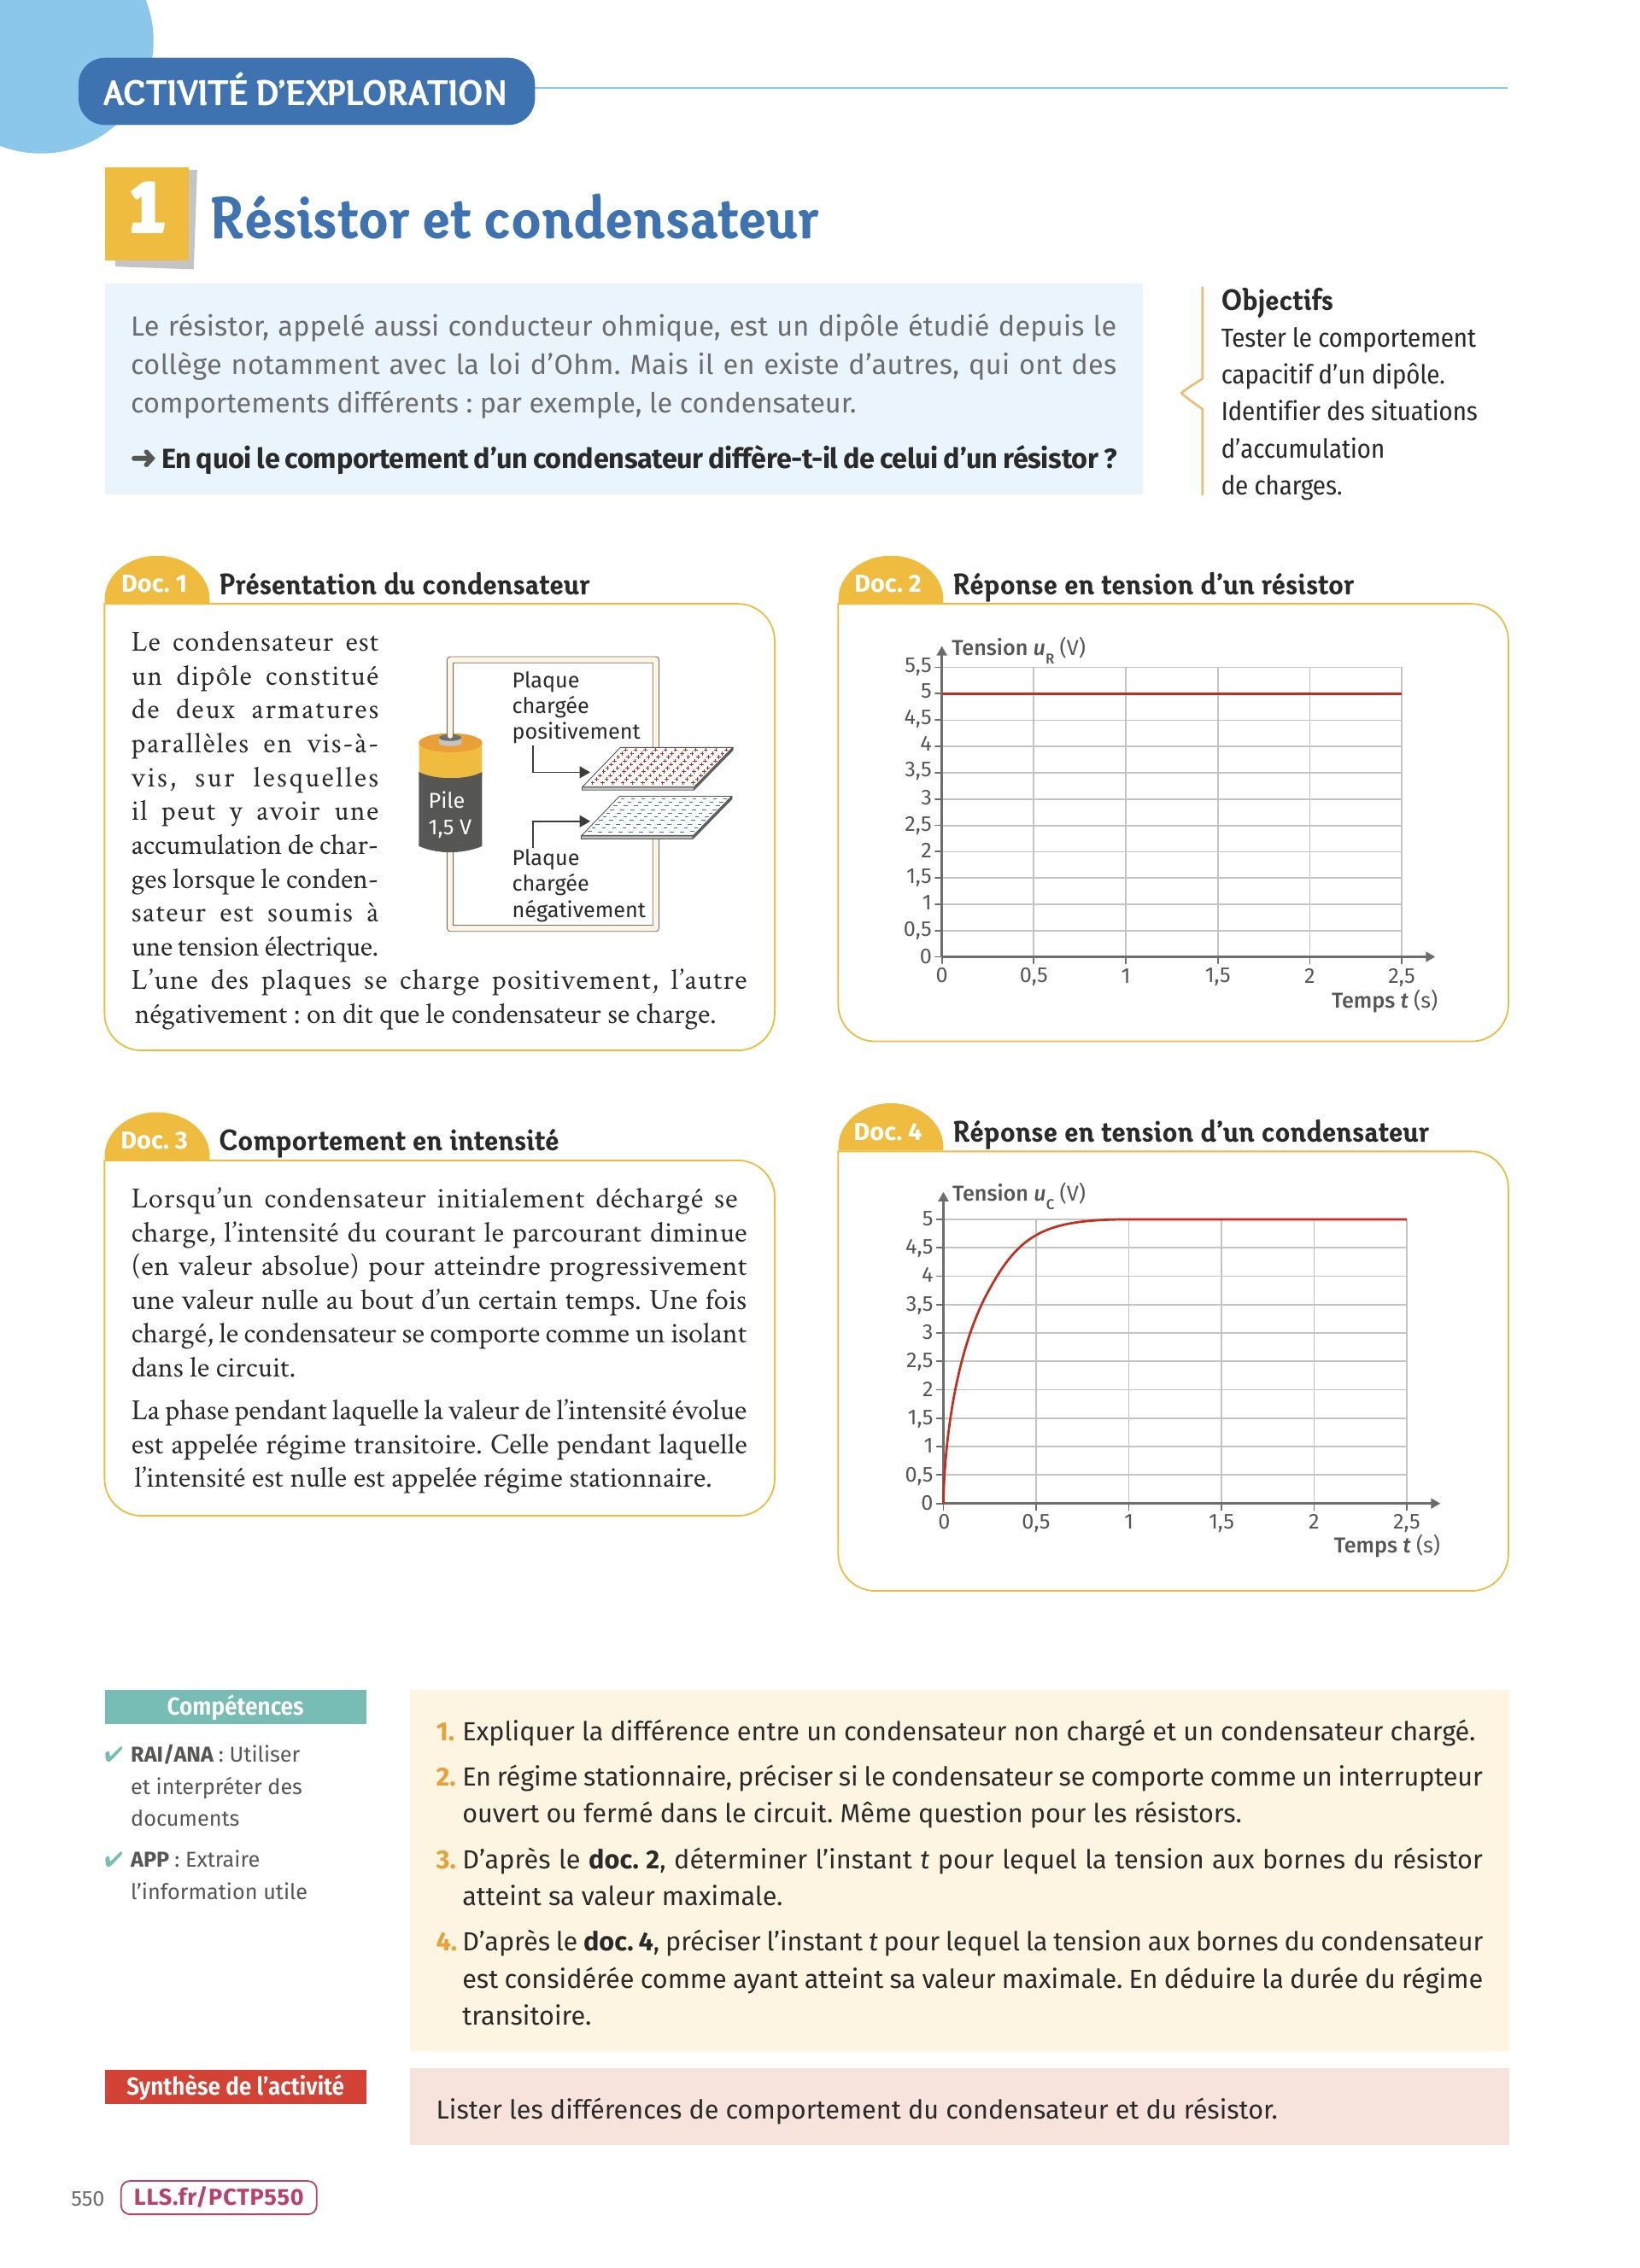 ACTIVITÉ D'EXPLORATION
1 Résistor et condensateur
Le résistor, appelé aussi conducteur ohmique, est un dipôle étudié depuis le
collège notamment avec la loi d'Ohm. Mais il en existe d'autres, qui ont des
comportements différents : par exemple, le condensateur.
➜ En quoi le comportement d'un condensateur diffère-t-il de celui d'un résistor ?
Objectifs
Tester le comportement
capacitif d'un dipôle.
Identifier des situations
d'accumulation
de charges.
Doc. 1 Présentation du condensateur
Le condensateur est
un dipôle constitué
de deux armatures
parallèles en vis-à-
vis, sur lesquelles
il peut y avoir une
accumulation de char-
ges lorsque le conden-
sateur est soumis à
une tension électrique.
L'une des plaques se charge positivement, l'autre
négativement : on dit que le condensateur se charge.
Plaque
chargée
positivement
Pile
1,5 V
Plaque
chargée
négativement
Doc. 2 Réponse en tension d'un résistor
Tension uR (V)
5,5
5
4,5
4
3,5
3
2,5
2
1,5
1
0,5
0
0 0,5 1 1,5 2 2,5
Temps t (s)
Doc. 3 Comportement en intensité
Lorsqu'un condensateur initialement déchargé se
charge, l'intensité du courant le parcourant diminue
(en valeur absolue) pour atteindre progressivement
une valeur nulle au bout d'un certain temps. Une fois
chargé, le condensateur se comporte comme un isolant
dans le circuit.
La phase pendant laquelle la valeur de l'intensité évolue
est appelée régime transitoire. Celle pendant laquelle
l'intensité est nulle est appelée régime stationnaire.
Doc. 4 Réponse en tension d'un condensateur
Tension uC (V)
5
4,5
4
3,5
3
2,5
2
1,5
1
0,5
0
0 0,5 1 1,5 2 2,5
Temps t (s)
Compétences
✔ RAI/ANA : Utiliser
et interpréter des
documents
✔ APP : Extraire
l'information utile
1. Expliquer la différence entre un condensateur non chargé et un condensateur chargé.
2. En régime stationnaire, préciser si le condensateur se comporte comme un interrupteur
ouvert ou fermé dans le circuit. Même question pour les résistors.
3. D'après le doc. 2, déterminer l'instant t pour lequel la tension aux bornes du résistor
atteint sa valeur maximale.
4. D'après le doc. 4, préciser l'instant t pour lequel la tension aux bornes du condensateur
est considérée comme ayant atteint sa valeur maximale. En déduire la durée du régime
transitoire.
Synthèse de l'activité
Lister les différences de comportement du condensateur et du résistor.
550 LLS.fr/PCTP550